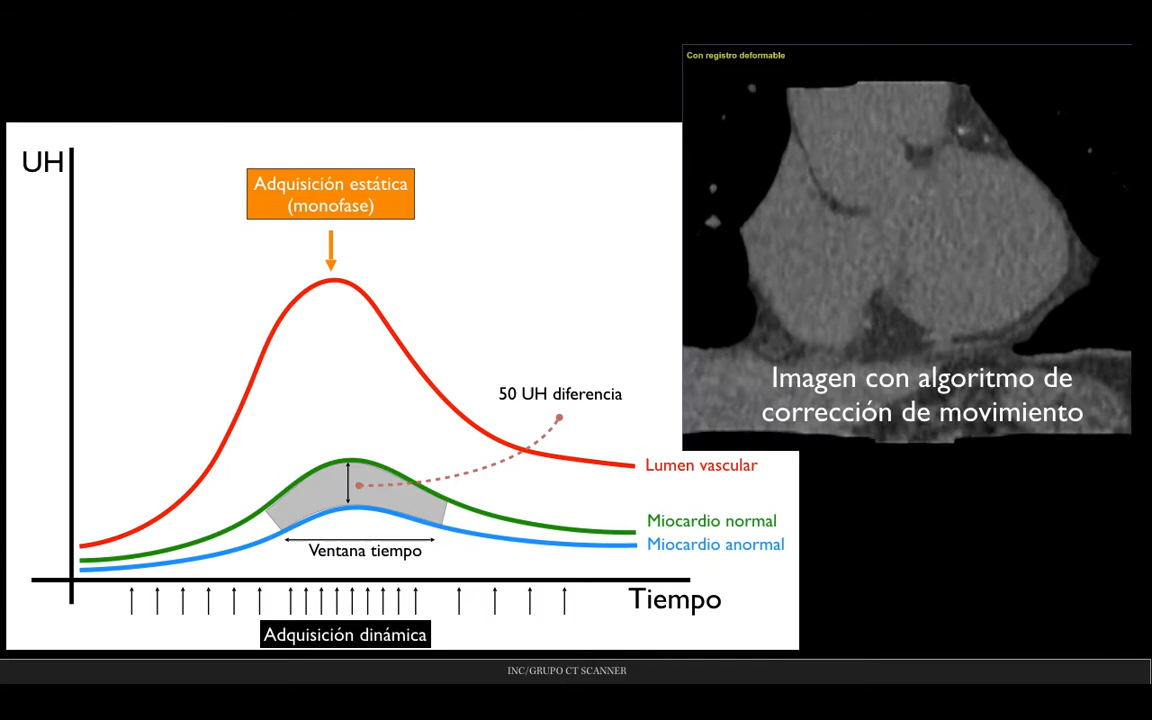 Con registro deformable
UH
Adquisición estática
(monofase)
Imagen con algoritmo de
corrección de movimiento
50 UH diferencia
Lumen vascular
Miocardio normal
Miocardio anormal
Ventana tiempo
Tiempo
Adquisición dinámica
INC/GRUPO CT SCANNER